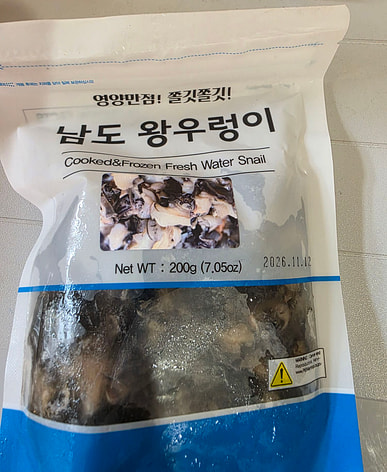 영양만점! 쫄깃쫄깃!
남도 왕우렁이
Cooked&Frozen Fresh Water Snail
Net WT : 200g (7.05oz)
2026.11.12
WARNING